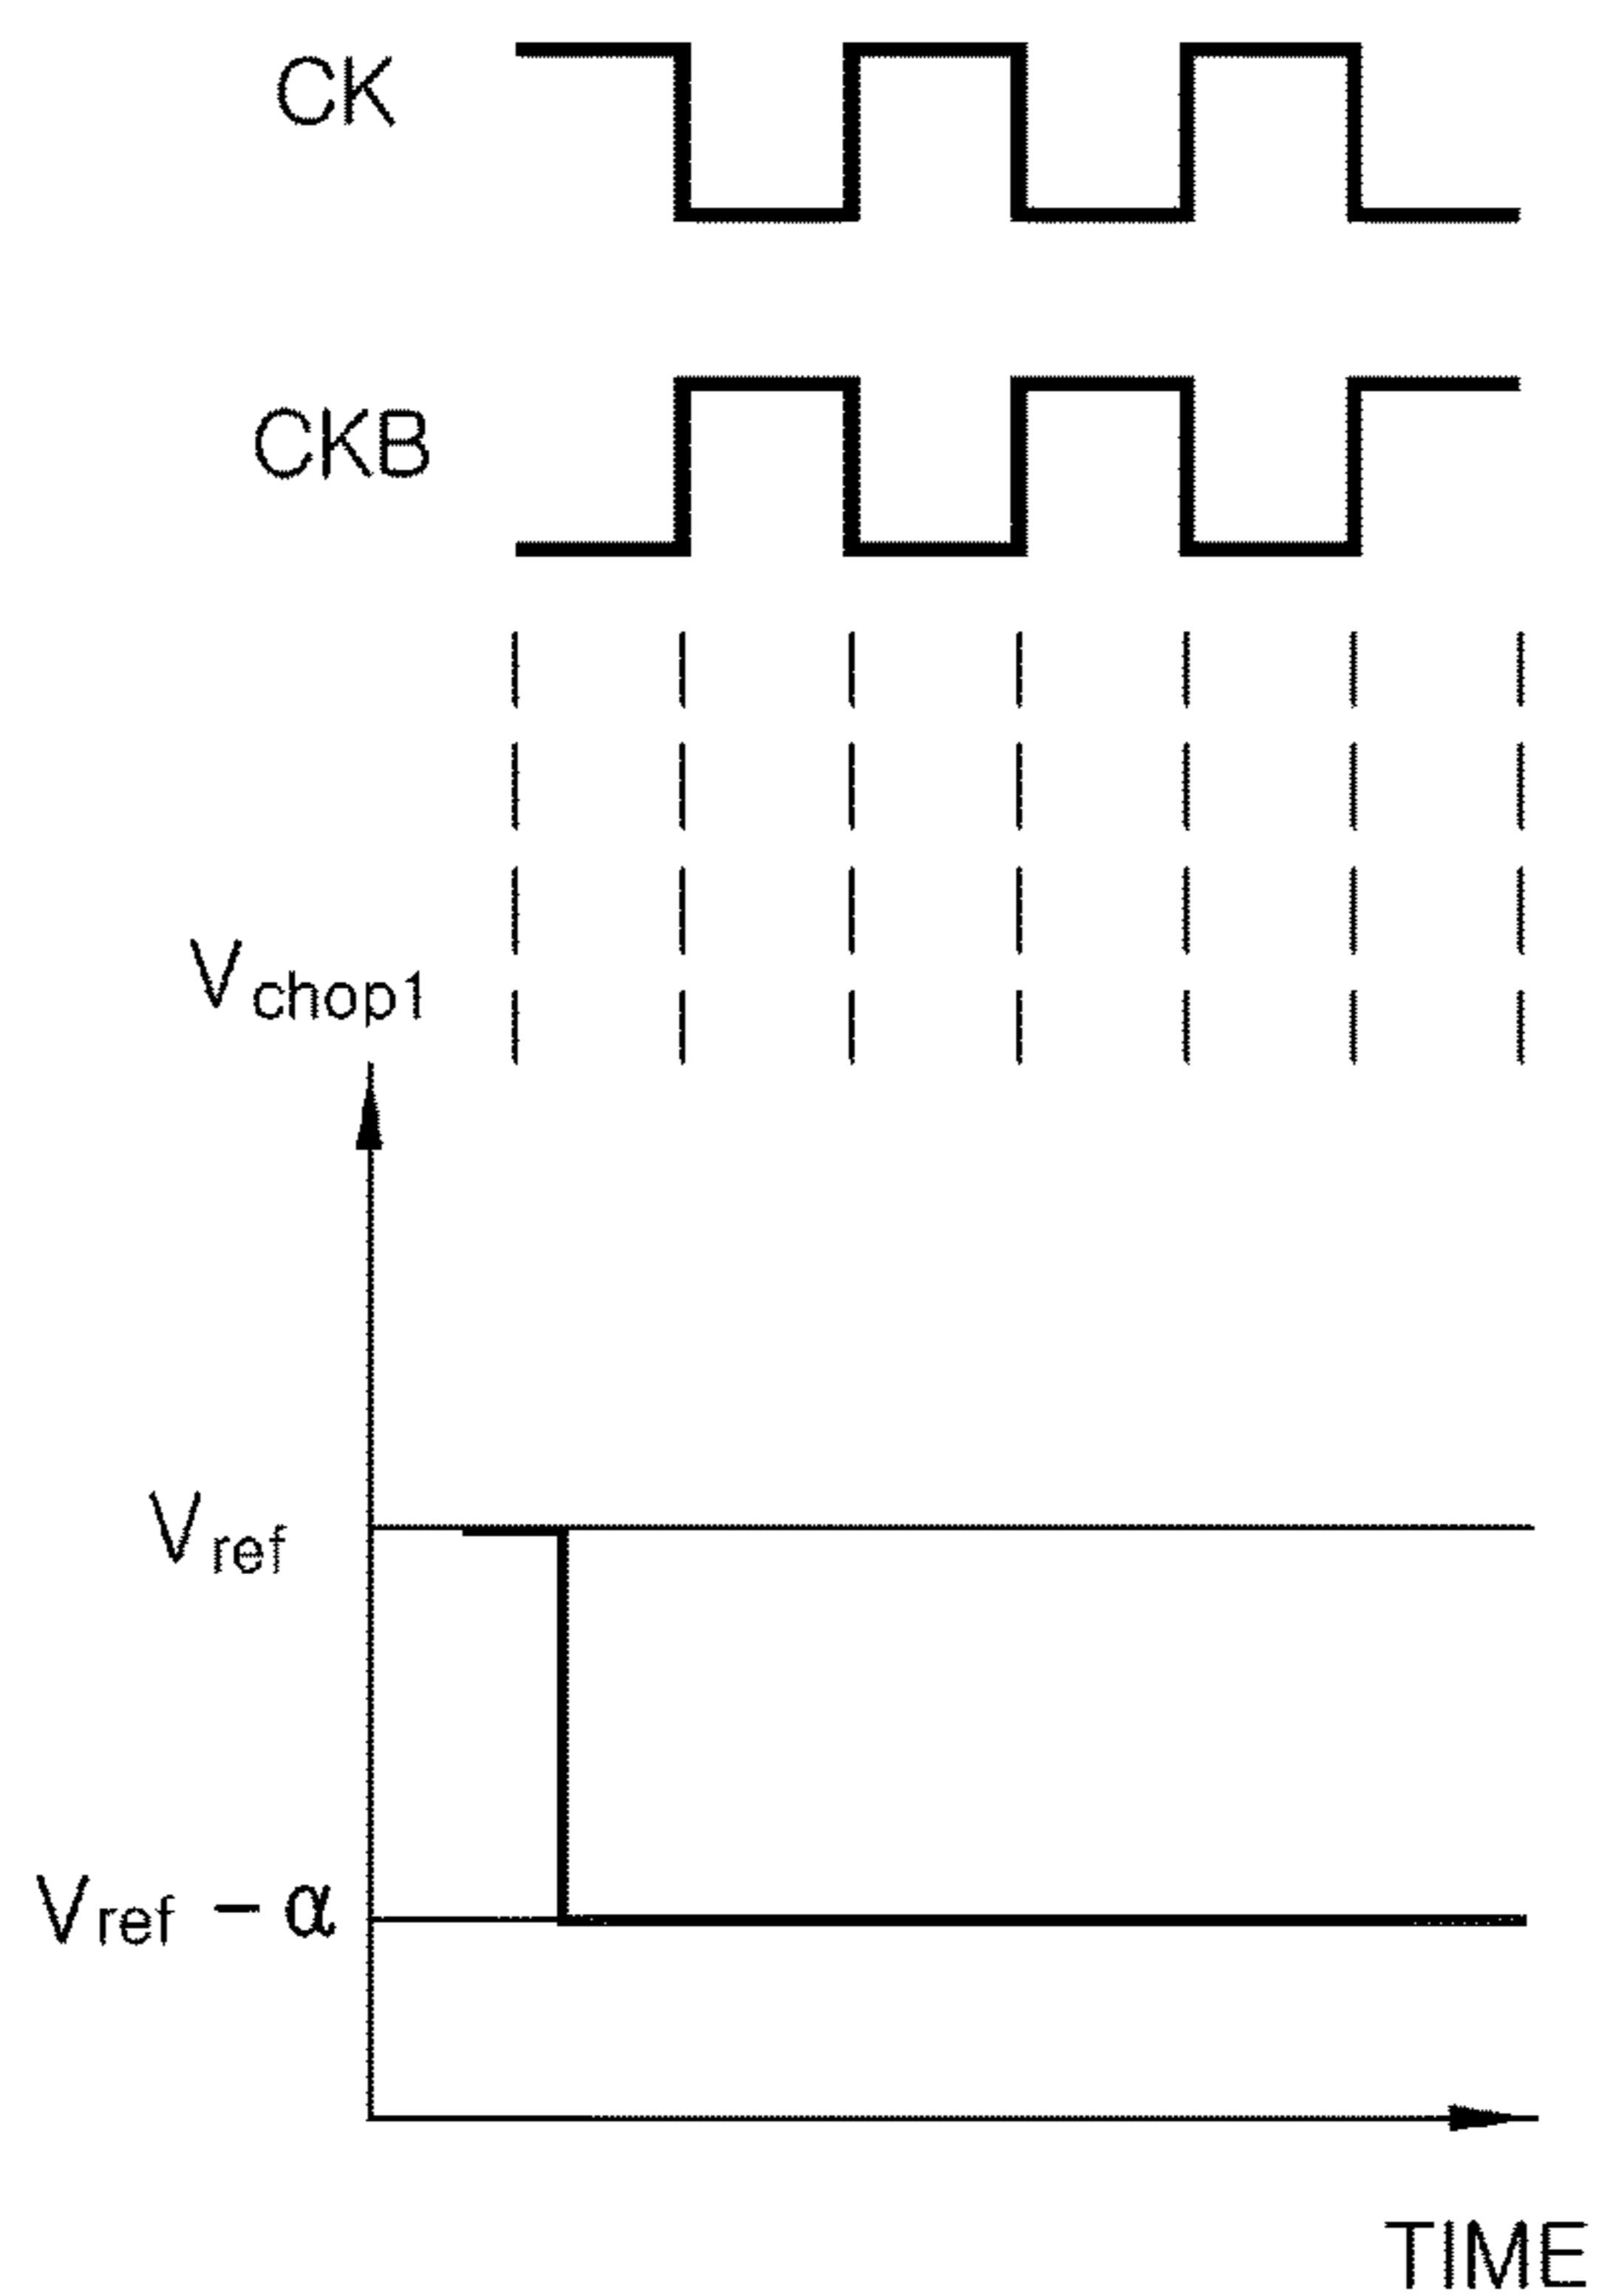 CK
CKB
Vchop1
Vref
Vref - α
TIME